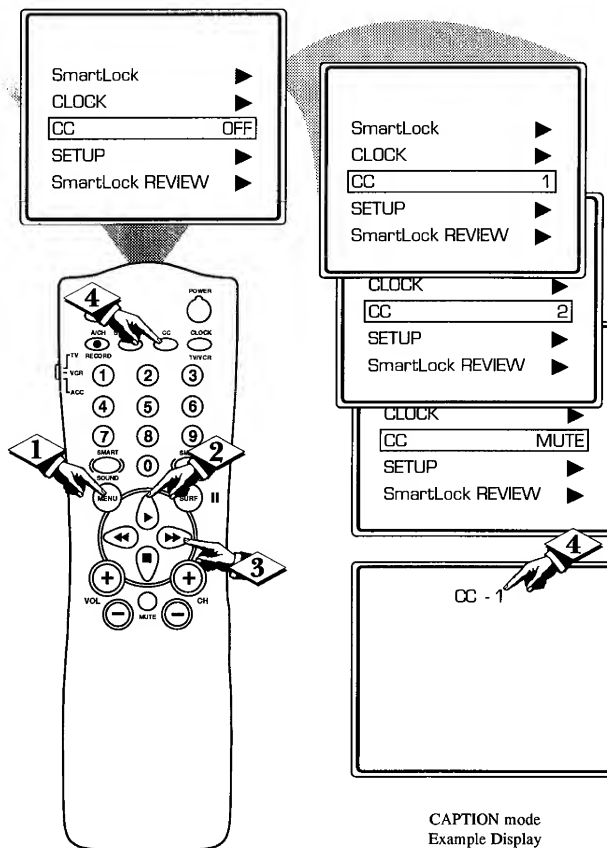 SmartLock
CLOCK
CC OFF
SETUP
SmartLock REVIEW
SmartLock
CLOCK
CC 1
SETUP
SmartLock REVIEW
CLOCK
CC 2
SETUP
SmartLock REVIEW
CLOCK
CC MUTE
SETUP
SmartLock REVIEW
4
POWER
A/CH
CC
CLOCK
TV
RECORD
TV/VCR
VCR
ACC
1 2 3
4 5 6
7 8 9
SMART
0
SOUND
1
2
MENU
SURF
3
VOL
MUTE
CH
4
CC - 1
CAPTION mode
Example Display